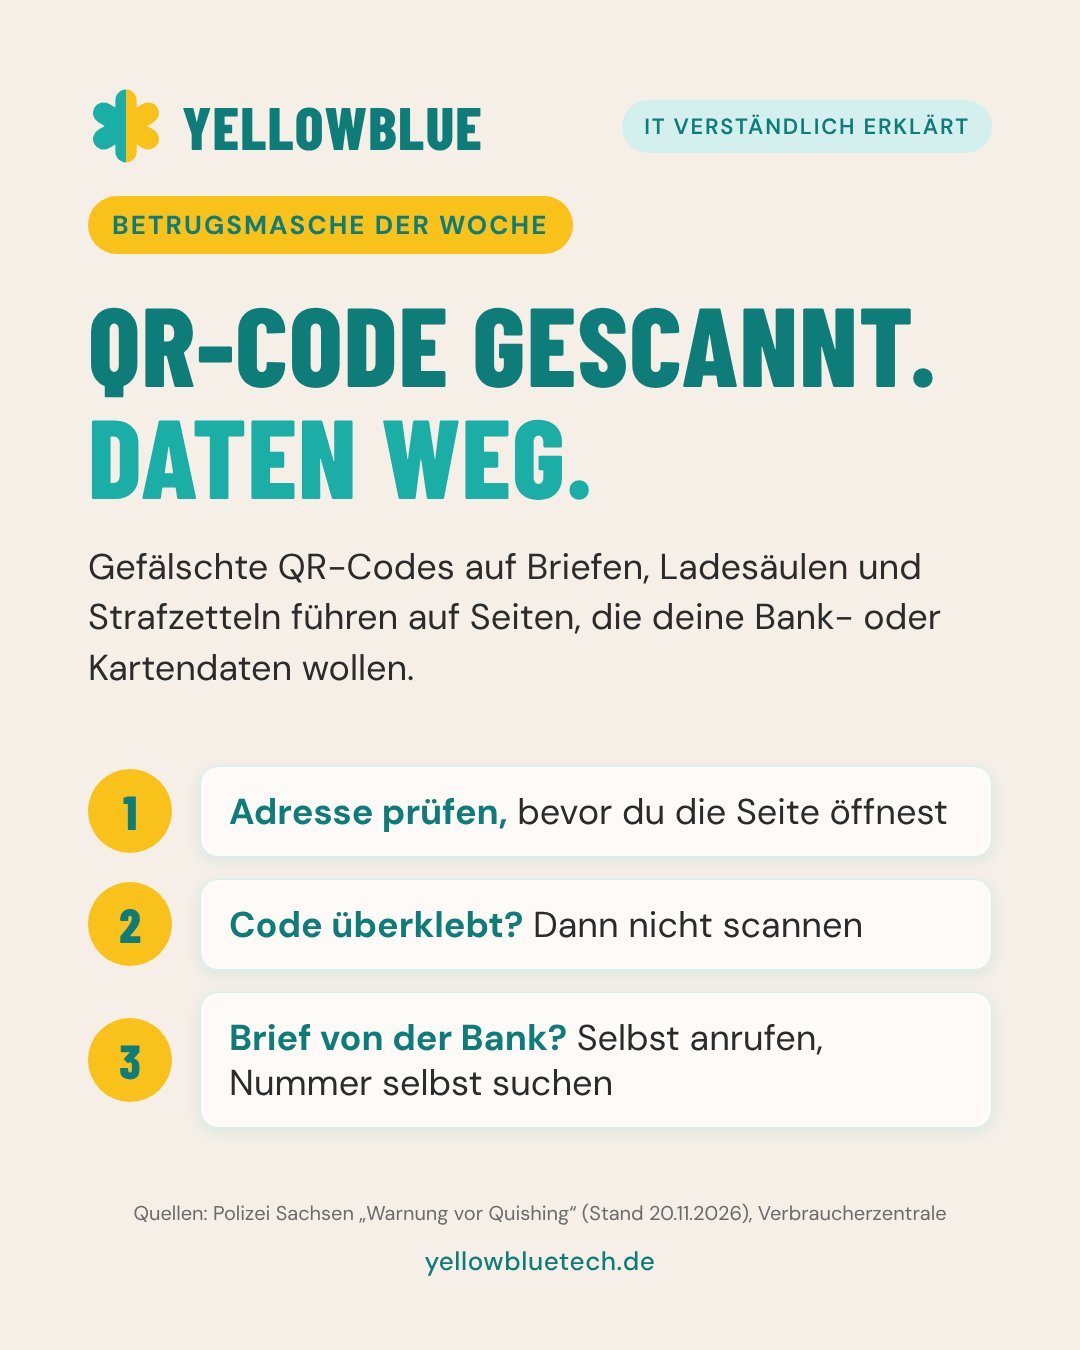 YELLOWBLUE
IT VERSTÄNDLICH ERKLÄRT
BETRUGSMASCHE DER WOCHE
QR-CODE GESCANNT.
DATEN WEG.
Gefälschte QR-Codes auf Briefen, Ladesäulen und
Strafzetteln führen auf Seiten, die deine Bank- oder
Kartendaten wollen.
1
Adresse prüfen, bevor du die Seite öffnest
2
Code überklebt? Dann nicht scannen
3
Brief von der Bank? Selbst anrufen,
Nummer selbst suchen
Quellen: Polizei Sachsen „Warnung vor Quishing“ (Stand 20.11.2026), Verbraucherzentrale
yellowbluetech.de